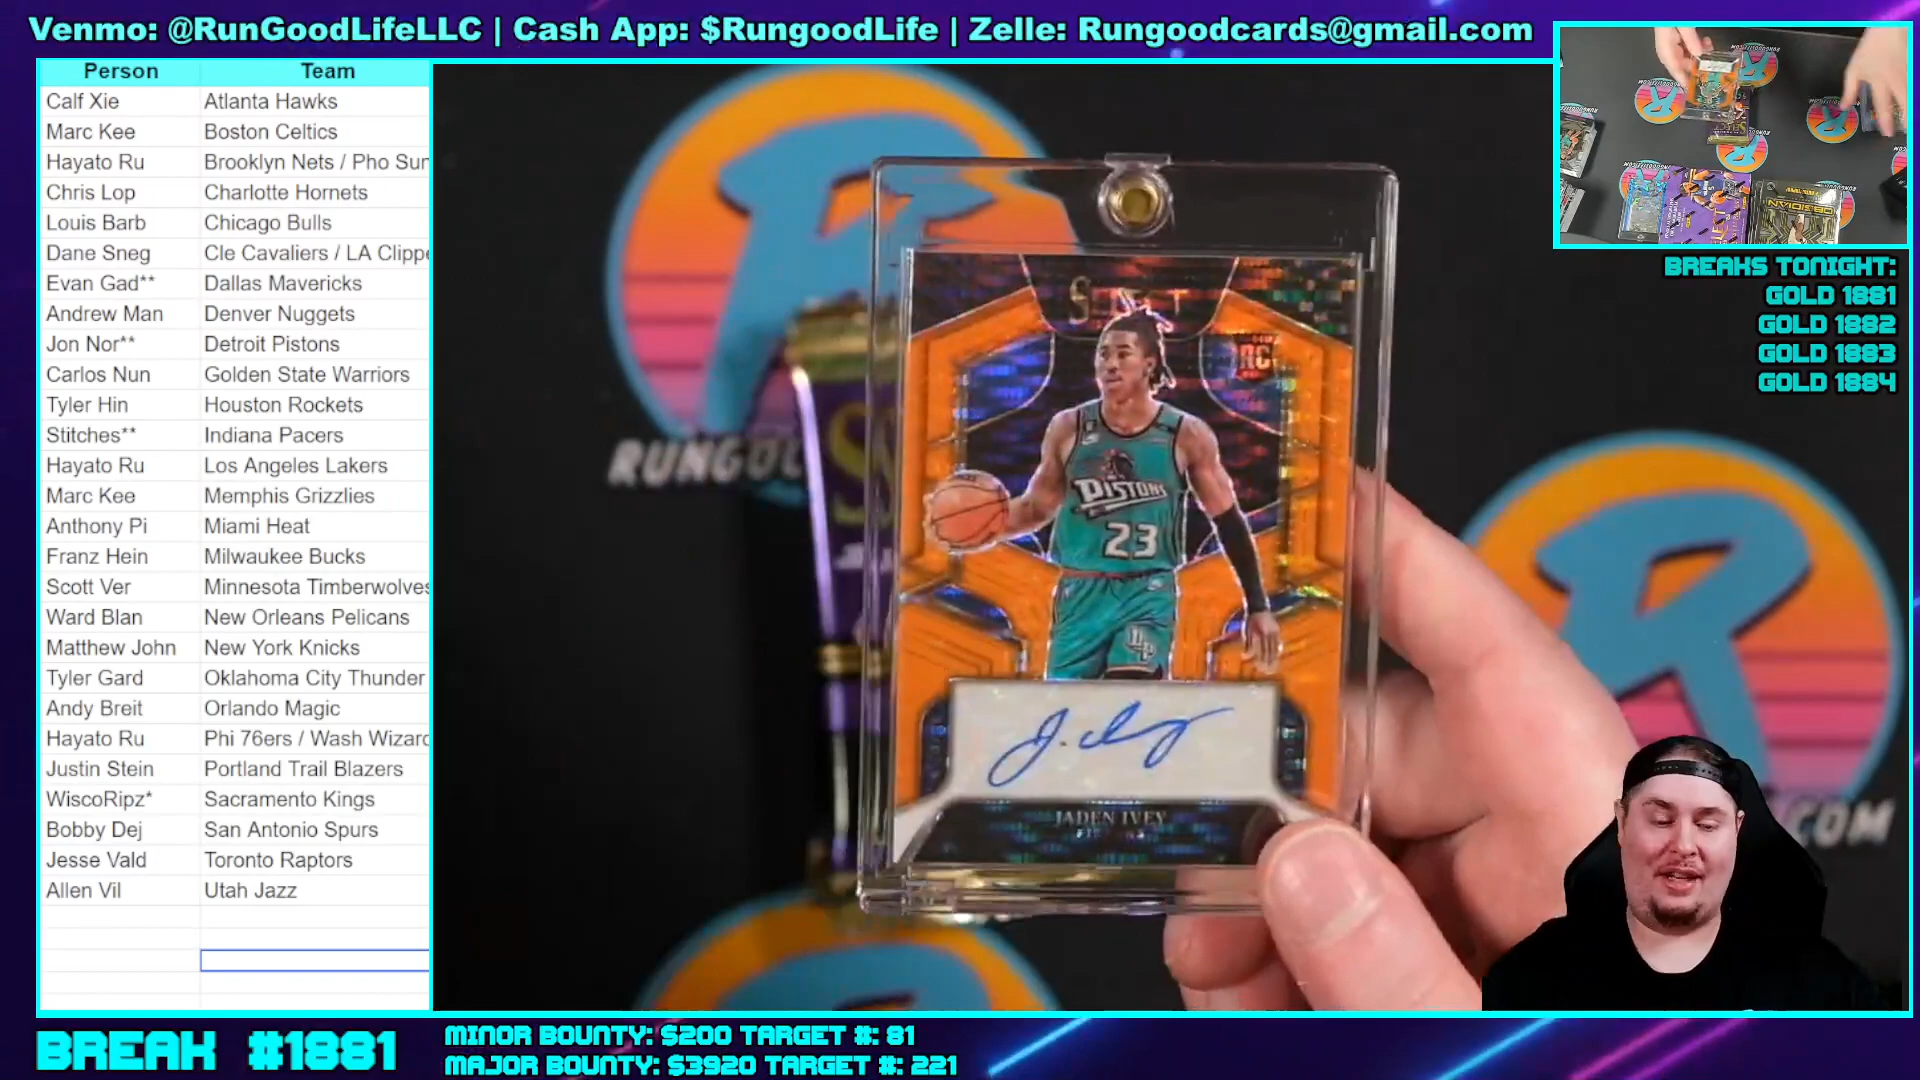 Venmo: @RunGoodLifeLLC | Cash App: $RungoodLife | Zelle: Rungoodcards@gmail.com
Person Team
Calf Xie Atlanta Hawks
Marc Kee Boston Celtics
Hayato Ru Brooklyn Nets / Pho Sun
Chris Lop Charlotte Hornets
Louis Barb Chicago Bulls
Dane Sneg Cle Cavaliers / LA Clippe
Evan Gad** Dallas Mavericks
Andrew Man Denver Nuggets
Jon Nor** Detroit Pistons
Carlos Nun Golden State Warriors
Tyler Hin Houston Rockets
Stitches** Indiana Pacers
Hayato Ru Los Angeles Lakers
Marc Kee Memphis Grizzlies
Anthony Pi Miami Heat
Franz Hein Milwaukee Bucks
Scott Ver Minnesota Timberwolves
Ward Blan New Orleans Pelicans
Matthew John New York Knicks
Tyler Gard Oklahoma City Thunder
Andy Breit Orlando Magic
Hayato Ru Phi 76ers / Wash Wizard
Justin Stein Portland Trail Blazers
WiscoRipz* Sacramento Kings
Bobby Dej San Antonio Spurs
Jesse Vald Toronto Raptors
Allen Vil Utah Jazz
RC
PISTONS
23
J. Ivey
JADEN IVEY
RUNGOO
COM
OBSIDIAN
BREAKS TONIGHT:
GOLD 1881
GOLD 1882
GOLD 1883
GOLD 1884
BREAK #1881
MINOR BOUNTY: $200 TARGET #: 81
MAJOR BOUNTY: $3920 TARGET #: 221